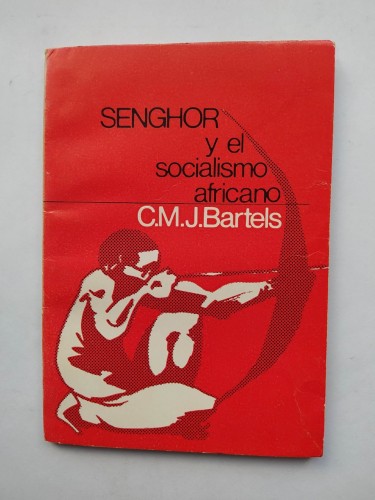 SENGHOR
y el
socialismo
africano
C.M.J.Bartels